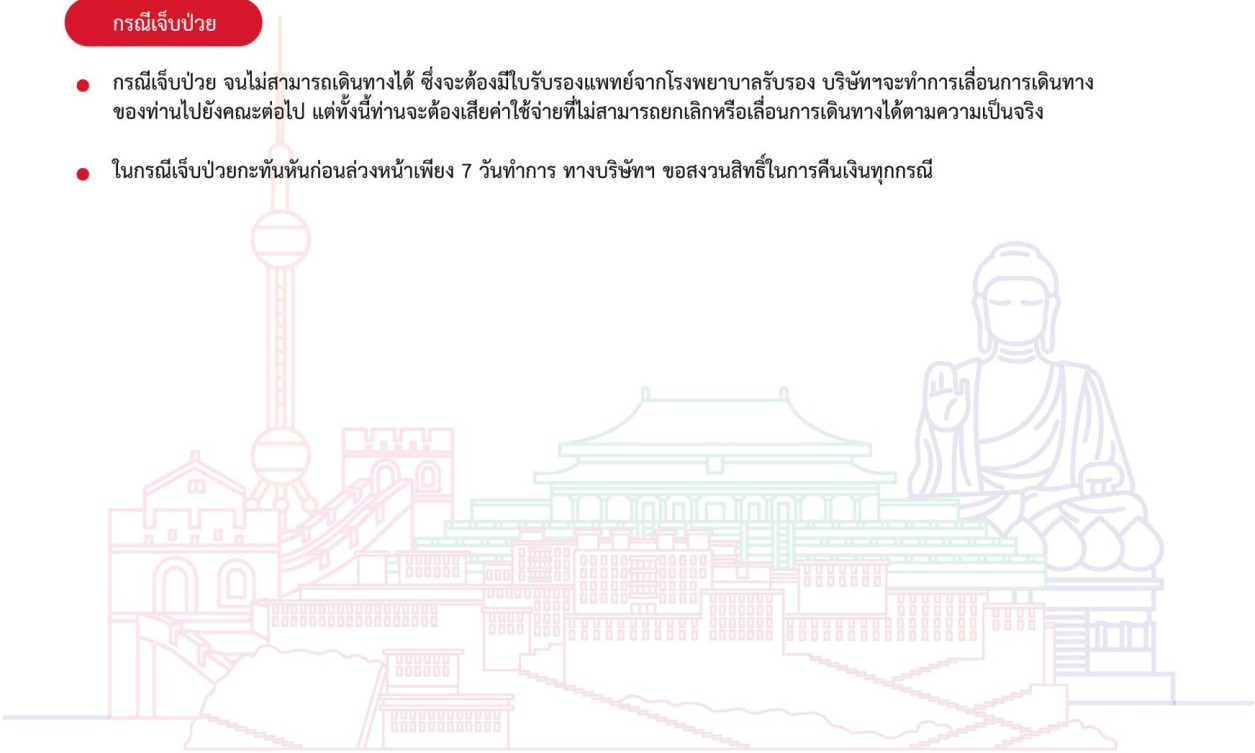 กรณีเจ็บป่วย
กรณีเจ็บป่วย จนไม่สามารถเดินทางได้ ซึ่งจะต้องมีใบรับรองแพทย์จากโรงพยาบาลรับรอง บริษัทฯจะทำการเลื่อนการเดินทาง
ของท่านไปยังคณะต่อไป แต่ทั้งนี้ท่านจะต้องเสียค่าใช้จ่ายที่ไม่สามารถยกเลิกหรือเลื่อนการเดินทางได้ตามความเป็นจริง
ในกรณีเจ็บป่วยกะทันหันก่อนล่วงหน้าเพียง 7 วันทำการ ทางบริษัทฯ ขอสงวนสิทธิ์ในการคืนเงินทุกกรณี